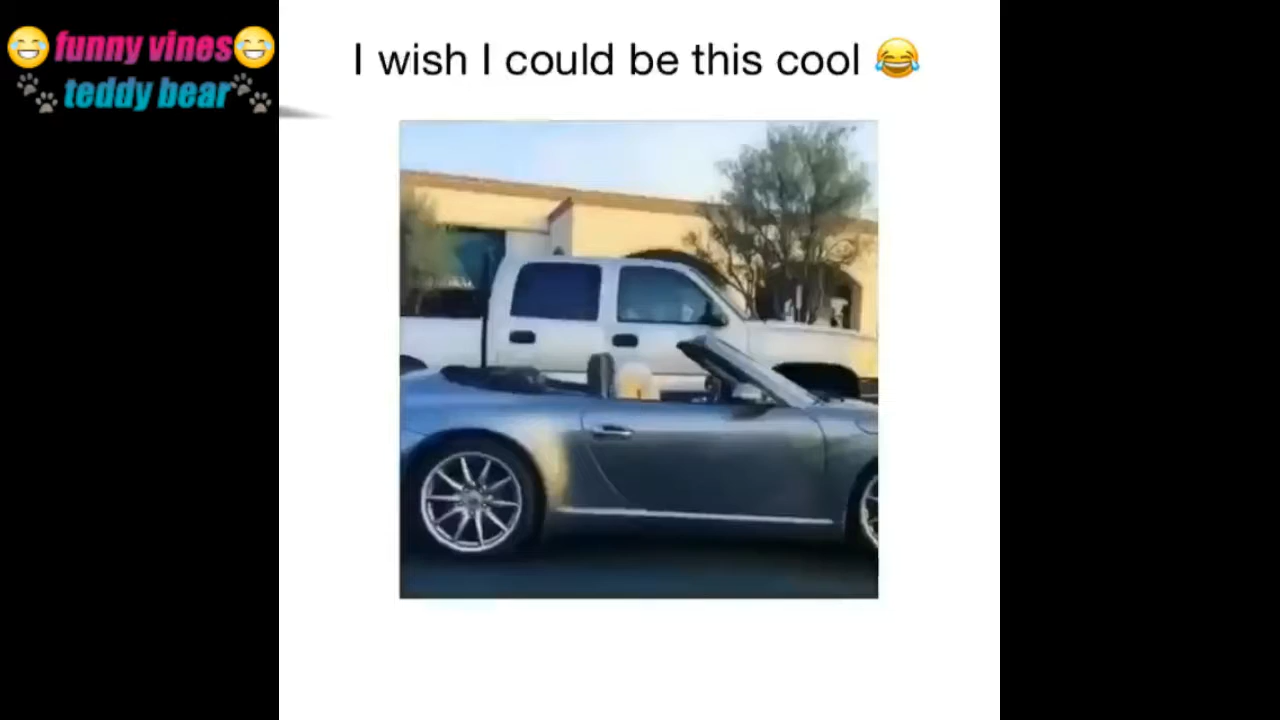 😂funny vines😂
🐾teddy bear🐾
I wish I could be this cool 😂